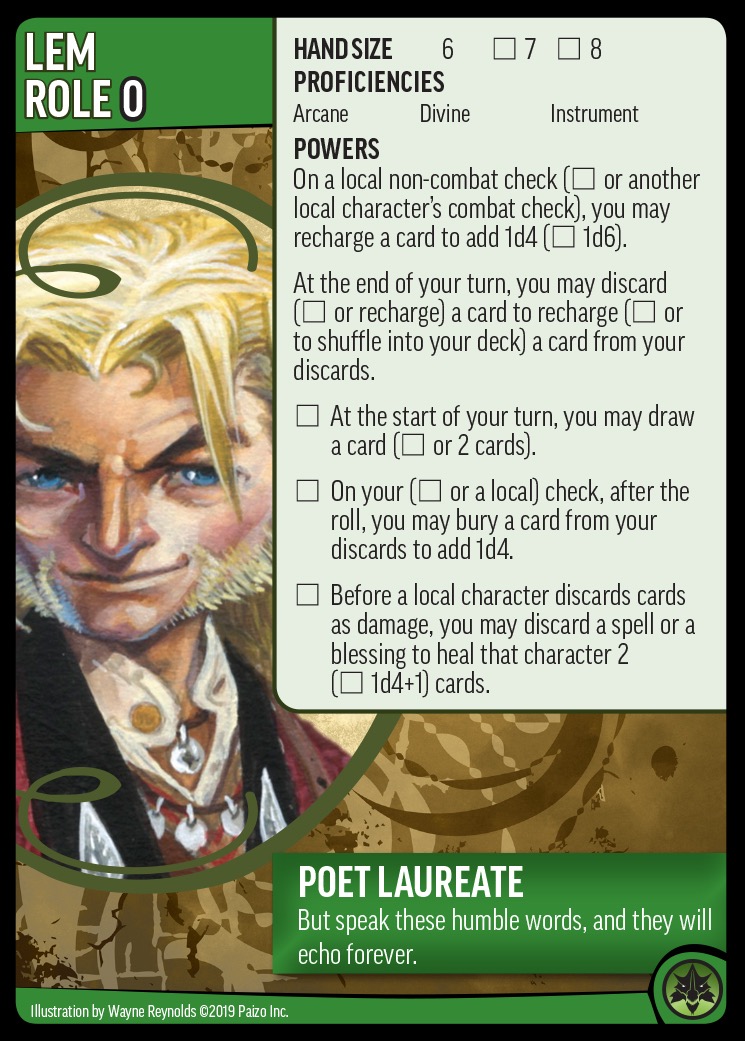 LEM
ROLE 0
HAND SIZE 6 ☐ 7 ☐ 8
PROFICIENCIES
Arcane Divine Instrument
POWERS
On a local non-combat check (☐ or another
local character's combat check), you may
recharge a card to add 1d4 (☐ 1d6).
At the end of your turn, you may discard
(☐ or recharge) a card to recharge (☐ or
to shuffle into your deck) a card from your
discards.
☐ At the start of your turn, you may draw
a card (☐ or 2 cards).
☐ On your (☐ or a local) check, after the
roll, you may bury a card from your
discards to add 1d4.
☐ Before a local character discards cards
as damage, you may discard a spell or a
blessing to heal that character 2
(☐ 1d4+1) cards.
POET LAUREATE
But speak these humble words, and they will
echo forever.
Illustration by Wayne Reynolds ©2019 Paizo Inc.